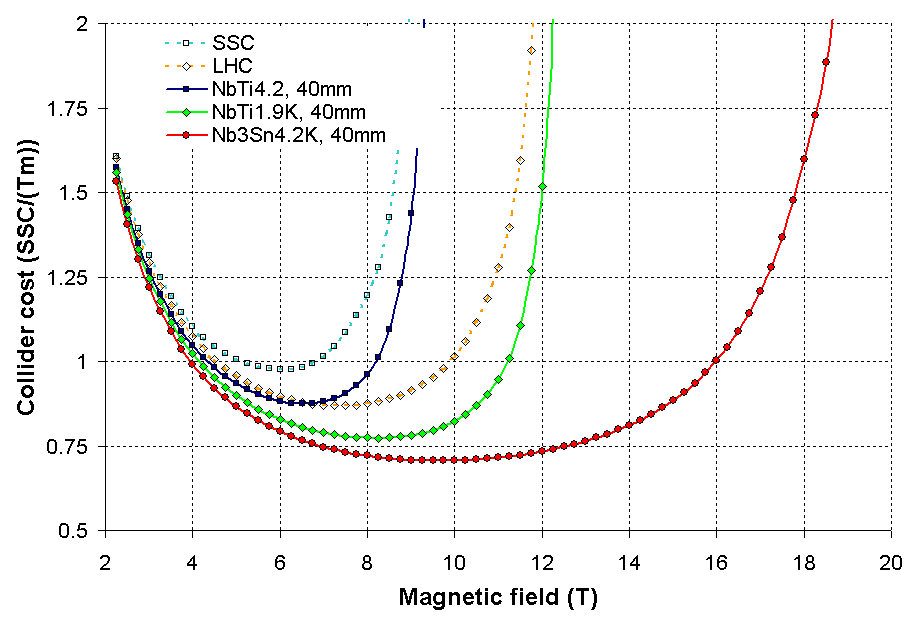 Collider cost (SSC/(Tm))
2
1.75
1.5
1.25
1
0.75
0.5
SSC
LHC
NbTi4.2, 40mm
NbTi1.9K, 40mm
Nb3Sn4.2K, 40mm
2 4 6 8 10 12 14 16 18 20
Magnetic field (T)